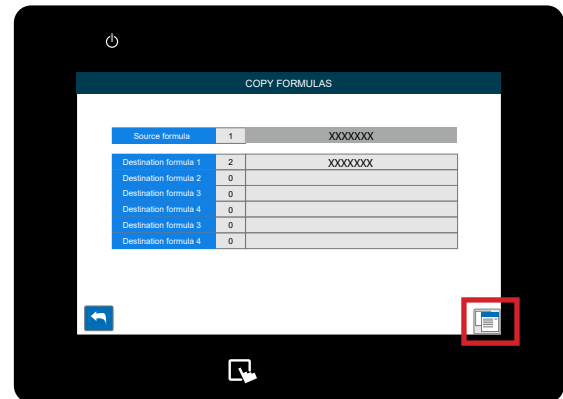 COPY FORMULAS
Source formula 1 XXXXXXX
Destination formula 1 2 XXXXXXX
Destination formula 2 0
Destination formula 3 0
Destination formula 4 0
Destination formula 3 0
Destination formula 4 0